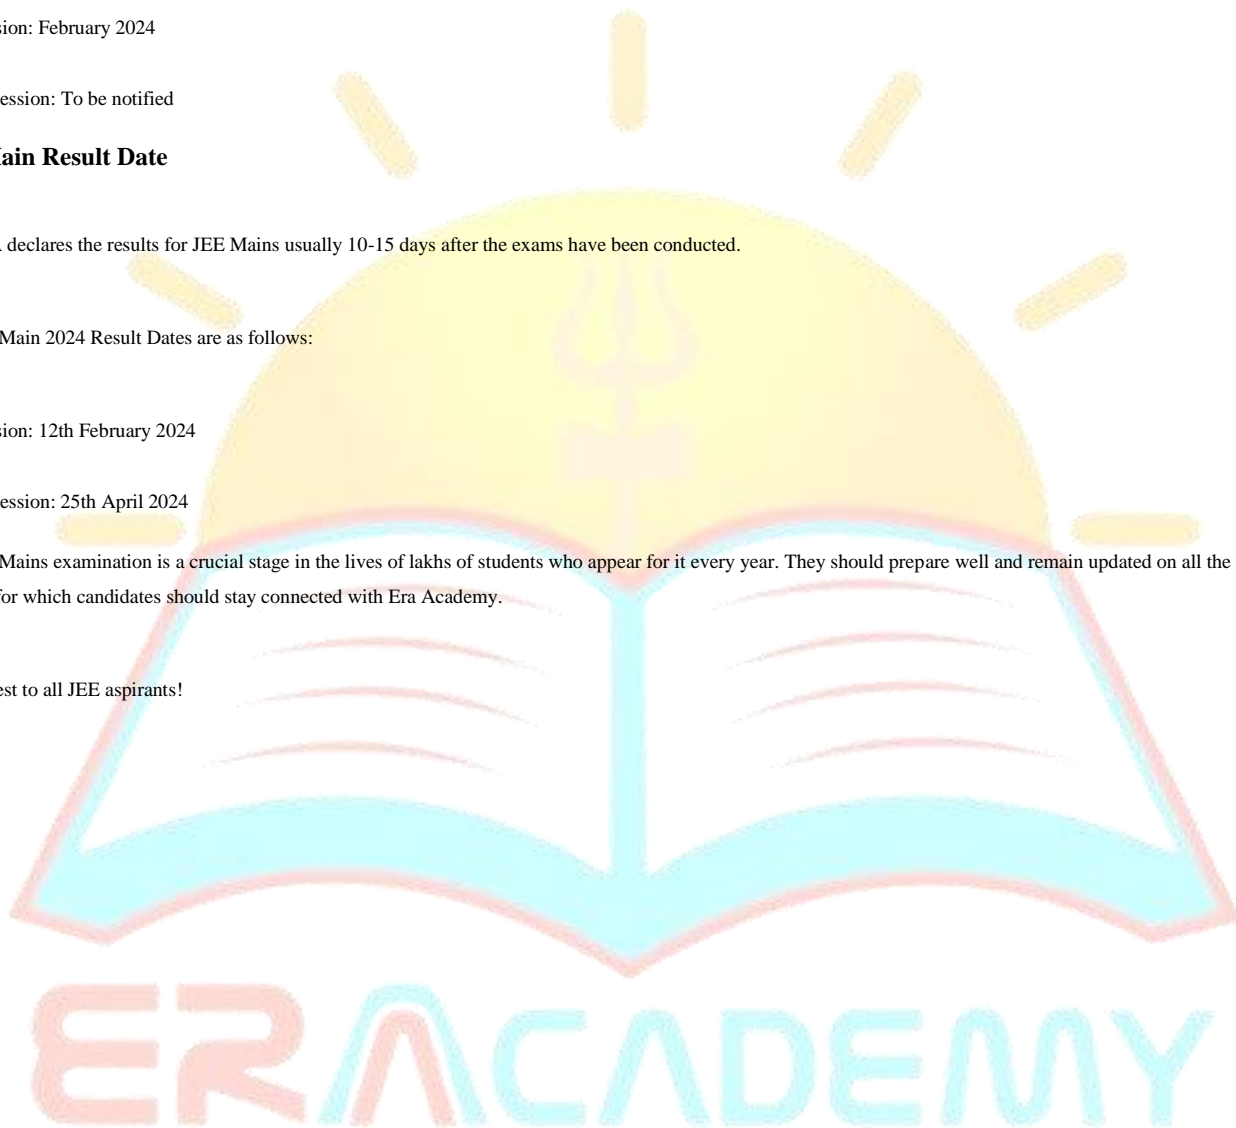 sion: February 2024
ession: To be notified
ain Result Date
declares the results for JEE Mains usually 10-15 days after the exams have been conducted.
Main 2024 Result Dates are as follows:
sion: 12th February 2024
ession: 25th April 2024
Mains examination is a crucial stage in the lives of lakhs of students who appear for it every year. They should prepare well and remain updated on all the
for which candidates should stay connected with Era Academy.
est to all JEE aspirants!
ERACADEMY